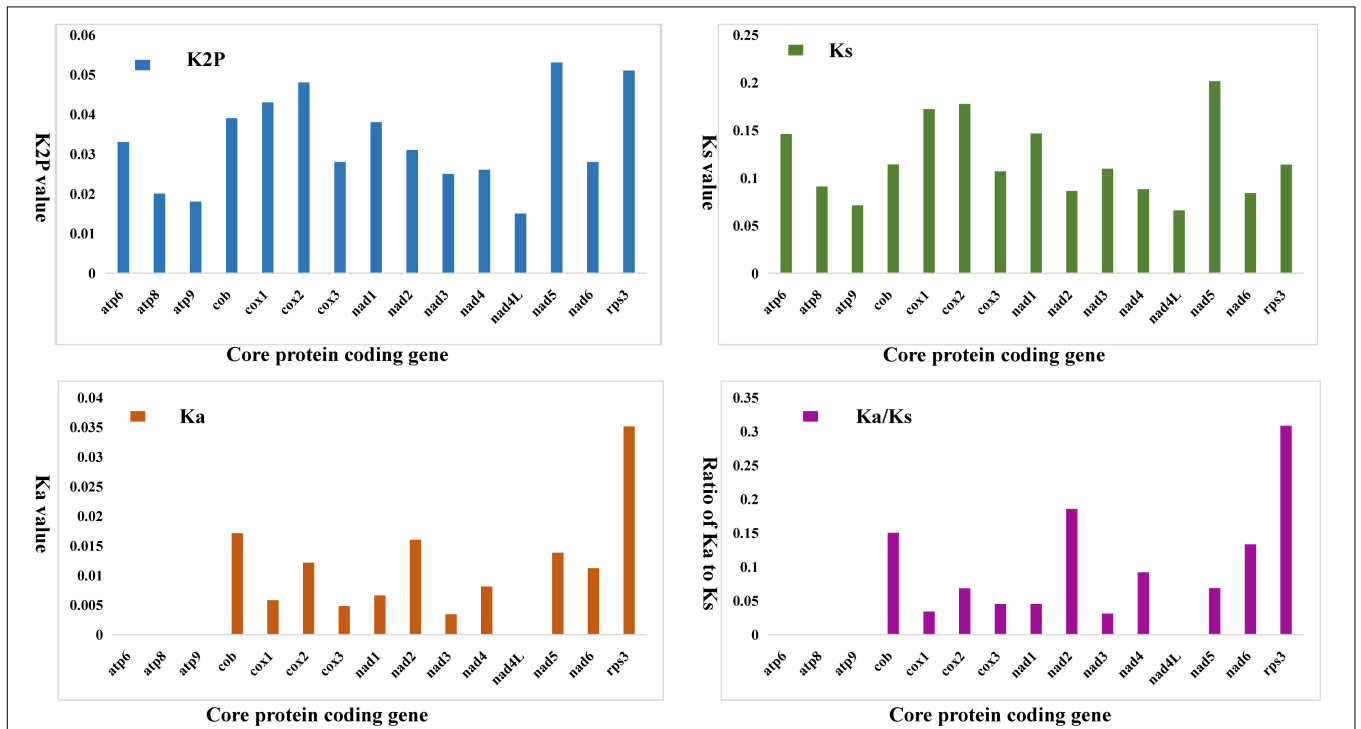 K2P
K2P value
0.06
0.05
0.04
0.03
0.02
0.01
0
atp6 atp8 atp9 cob cox1 cox2 cox3 nad1 nad2 nad3 nad4 nad4L nad5 nad6 rps3
Core protein coding gene
Ks
Ks value
0.25
0.2
0.15
0.1
0.05
0
atp6 atp8 atp9 cob cox1 cox2 cox3 nad1 nad2 nad3 nad4 nad4L nad5 nad6 rps3
Core protein coding gene
Ka
Ka value
0.04
0.035
0.03
0.025
0.02
0.015
0.01
0.005
0
atp6 atp8 atp9 cob cox1 cox2 cox3 nad1 nad2 nad3 nad4 nad4L nad5 nad6 rps3
Core protein coding gene
Ka/Ks
Ratio of Ka to Ks
0.35
0.3
0.25
0.2
0.15
0.1
0.05
0
atp6 atp8 atp9 cob cox1 cox2 cox3 nad1 nad2 nad3 nad4 nad4L nad5 nad6 rps3
Core protein coding gene